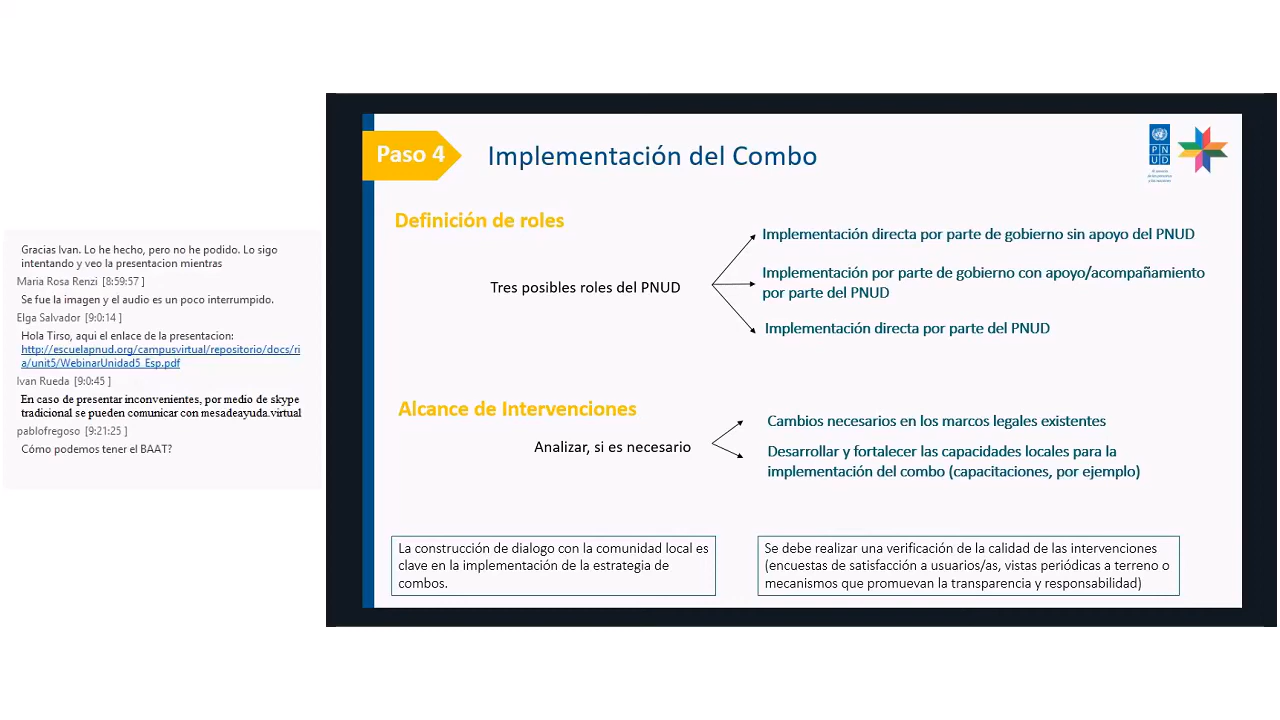 Gracias Ivan. Lo he hecho, pero no he podido. Lo sigo
intentando y veo la presentacion mientras
Maria Rosa Renzi [8:59:57 ]
Se fue la imagen y el audio es un poco interrumpido.
Elga Salvador [9:0:14 ]
Hola Tirso, aqui el enlace de la presentacion:
http://escuelapnud.org/campusvirtual/repositorio/docs/ri
a/unit5/WebinarUnidad5_Esp.pdf
Ivan Rueda [9:0:45 ]
En caso de presentar inconvenientes, por medio de skype
tradicional se pueden comunicar con mesadeayuda.virtual
pablofregoso [9:21:25 ]
Cómo podemos tener el BAAT?
Paso 4
Implementación del Combo
P N
U D
Definición de roles
Tres posibles roles del PNUD
Implementación directa por parte de gobierno sin apoyo del PNUD
Implementación por parte de gobierno con apoyo/acompañamiento
por parte del PNUD
Implementación directa por parte del PNUD
Alcance de Intervenciones
Analizar, si es necesario
Cambios necesarios en los marcos legales existentes
Desarrollar y fortalecer las capacidades locales para la
implementación del combo (capacitaciones, por ejemplo)
La construcción de dialogo con la comunidad local es
clave en la implementación de la estrategia de
combos.
Se debe realizar una verificación de la calidad de las intervenciones
(encuestas de satisfacción a usuarios/as, vistas periódicas a terreno o
mecanismos que promuevan la transparencia y responsabilidad)